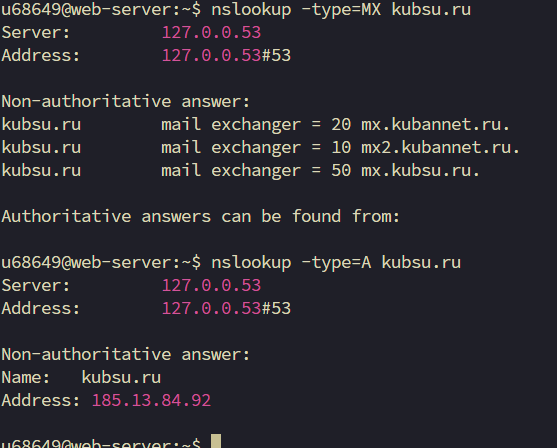 u68649@web-server:~$ nslookup -type=MX kubsu.ru
Server:         127.0.0.53
Address:        127.0.0.53#53

Non-authoritative answer:
kubsu.ru        mail exchanger = 20 mx.kubannet.ru.
kubsu.ru        mail exchanger = 10 mx2.kubannet.ru.
kubsu.ru        mail exchanger = 50 mx.kubsu.ru.

Authoritative answers can be found from:

u68649@web-server:~$ nslookup -type=A kubsu.ru
Server:         127.0.0.53
Address:        127.0.0.53#53

Non-authoritative answer:
Name:   kubsu.ru
Address: 185.13.84.92

u68649@web-server:~$